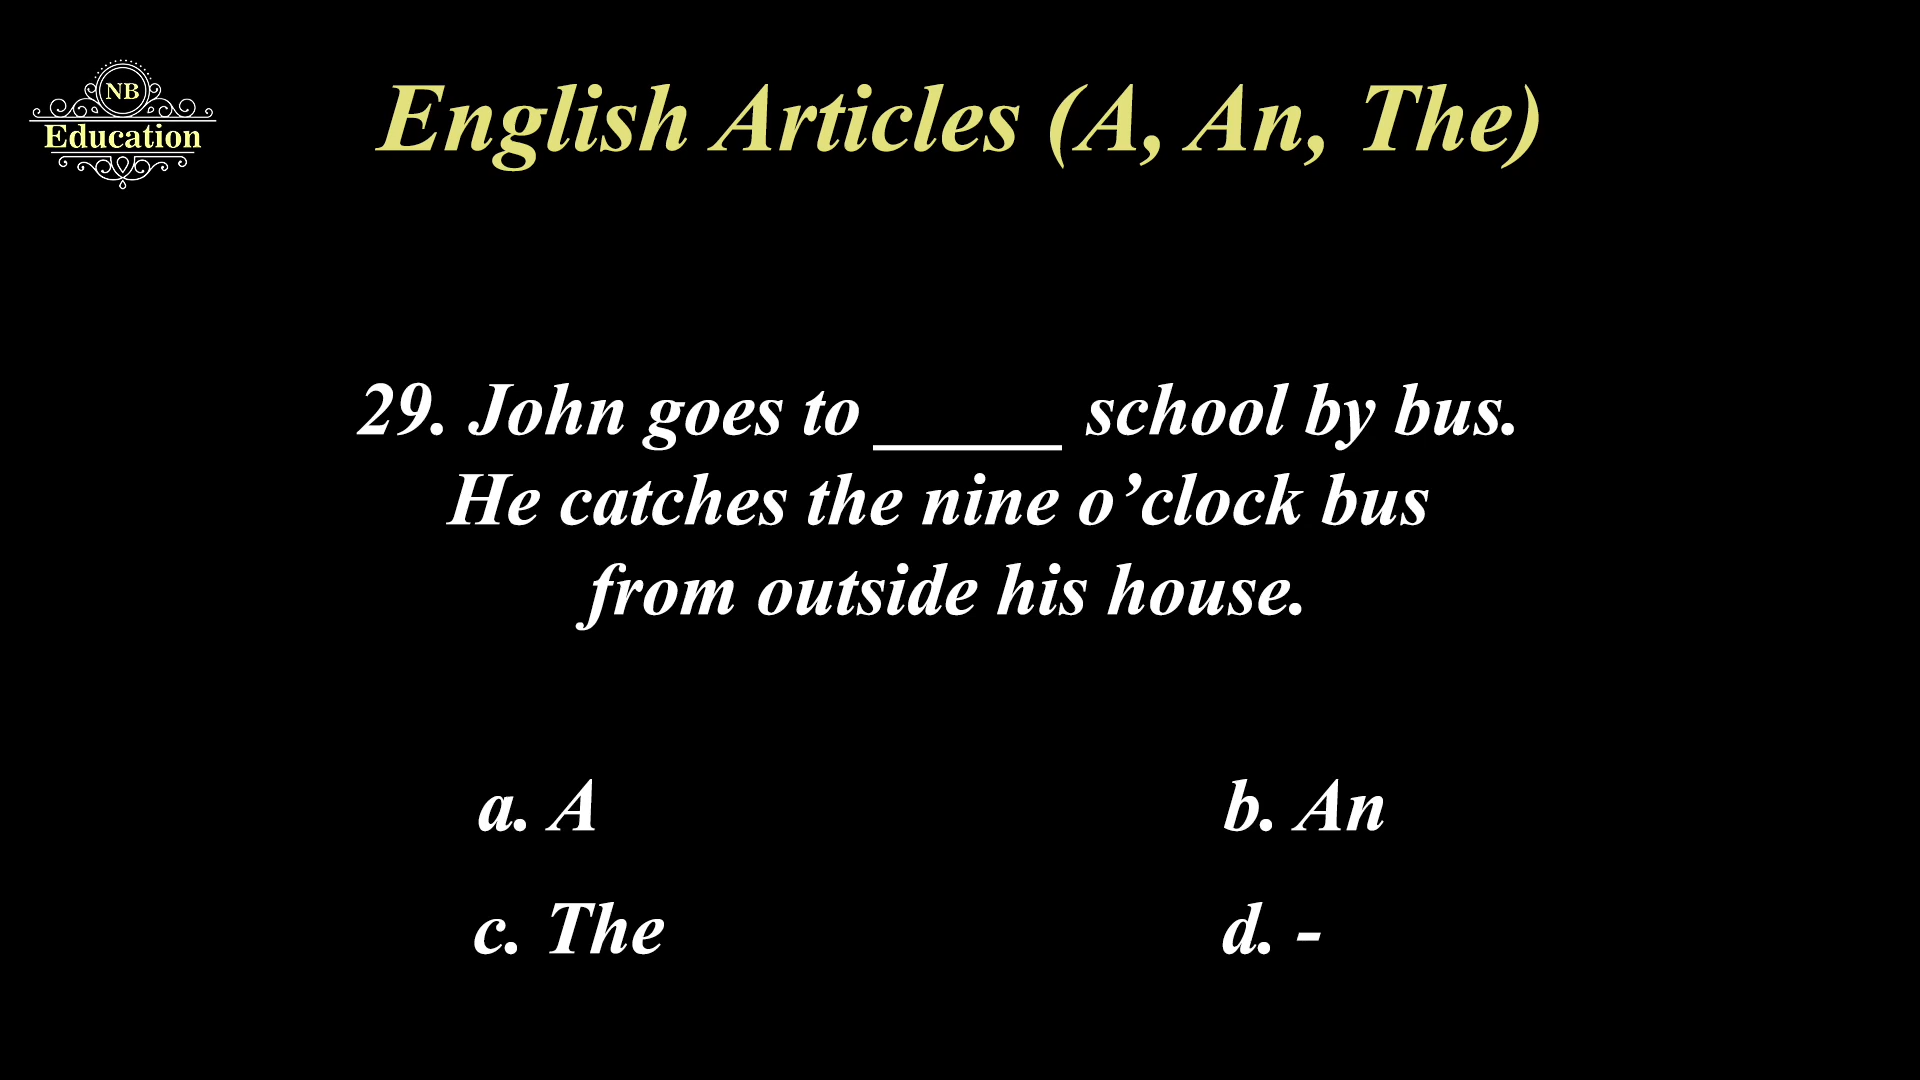 NB
Education
English Articles (A, An, The)
29. John goes to _____ school by bus.
He catches the nine o’clock bus
from outside his house.
a. A
b. An
c. The
d. -